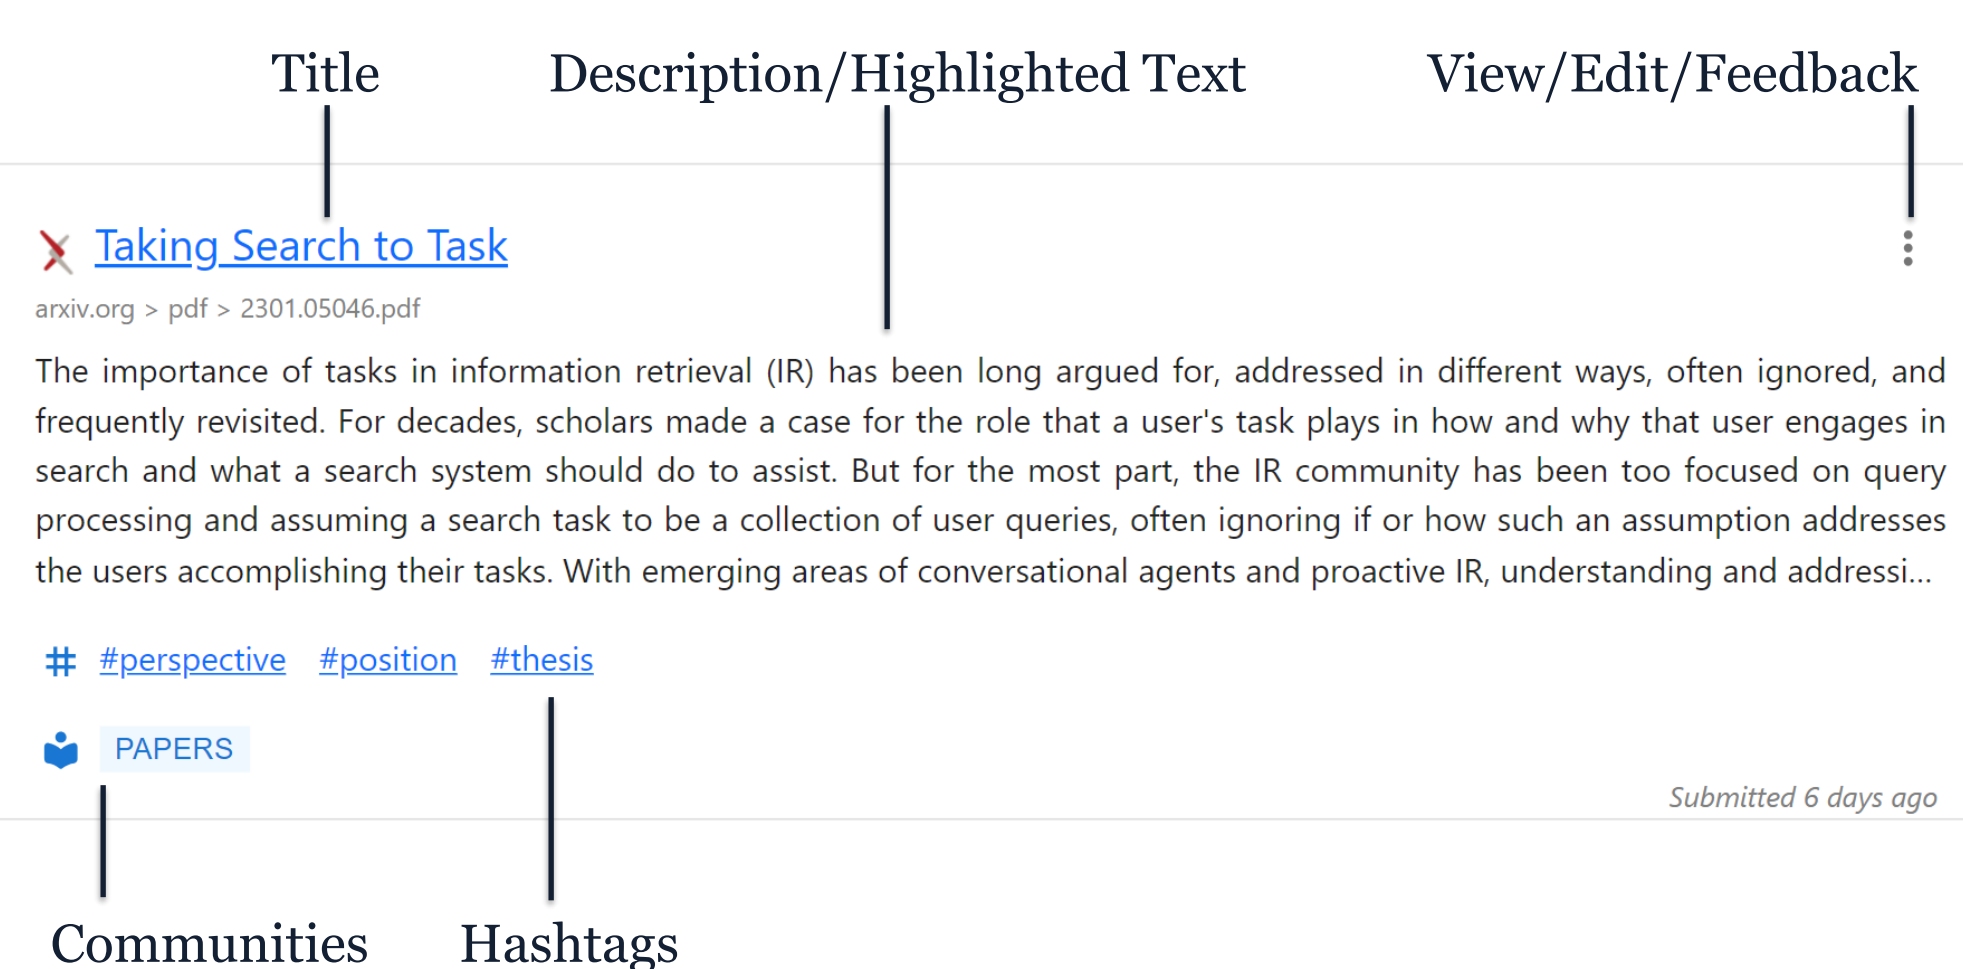 Title Description/Highlighted Text View/Edit/Feedback
Taking Search to Task
arxiv.org > pdf > 2301.05046.pdf
The importance of tasks in information retrieval (IR) has been long argued for, addressed in different ways, often ignored, and
frequently revisited. For decades, scholars made a case for the role that a user's task plays in how and why that user engages in
search and what a search system should do to assist. But for the most part, the IR community has been too focused on query
processing and assuming a search task to be a collection of user queries, often ignoring if or how such an assumption addresses
the users accomplishing their tasks. With emerging areas of conversational agents and proactive IR, understanding and addressi...
# #perspective #position #thesis
PAPERS
Submitted 6 days ago
Communities Hashtags